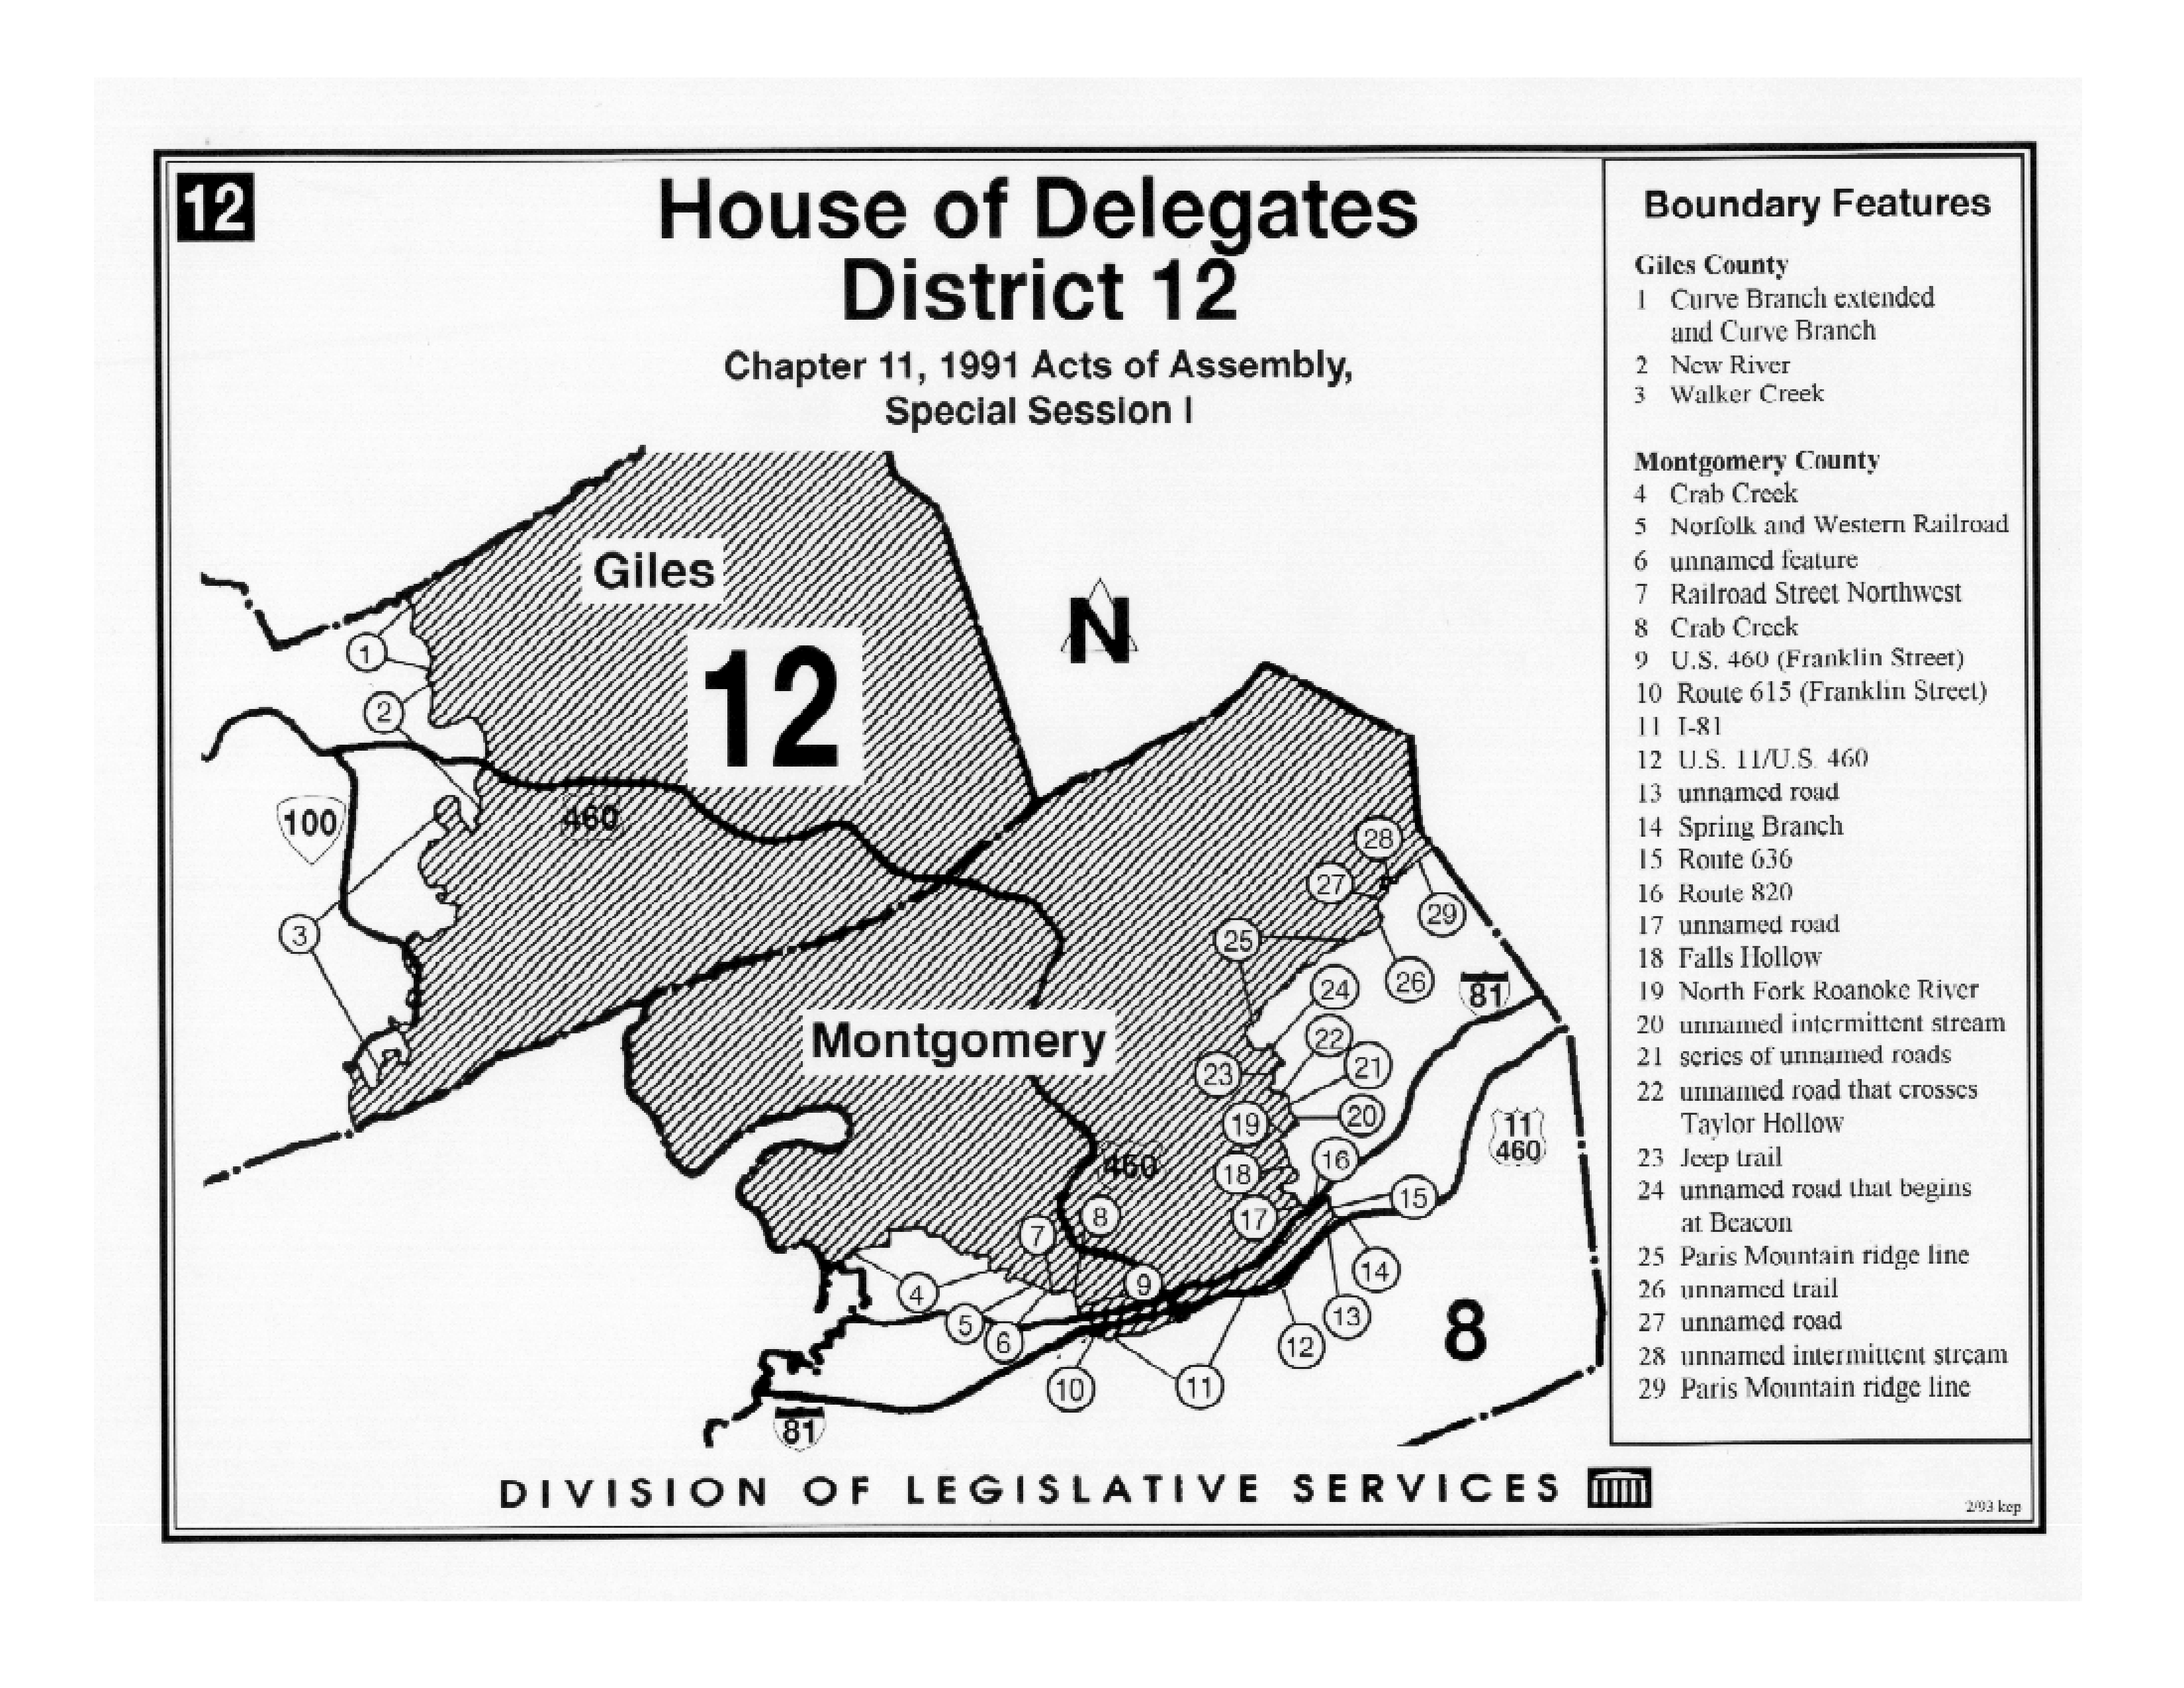 12
House of Delegates
District 12
Chapter 11, 1991 Acts of Assembly,
Special Session I
Giles
12
N
1
2
100
460
3
28
27
29
25
26
24
81
Montgomery
22
23
21
19
20
11
460
460
18
16
15
17
8
7
14
9
4
13
5
6
12
8
10
11
81
Boundary Features
Giles County
1 Curve Branch extended
and Curve Branch
2 New River
3 Walker Creek
Montgomery County
4 Crab Creek
5 Norfolk and Western Railroad
6 unnamed feature
7 Railroad Street Northwest
8 Crab Creek
9 U.S. 460 (Franklin Street)
10 Route 615 (Franklin Street)
11 I-81
12 U.S. 11/U.S. 460
13 unnamed road
14 Spring Branch
15 Route 636
16 Route 820
17 unnamed road
18 Falls Hollow
19 North Fork Roanoke River
20 unnamed intermittent stream
21 series of unnamed roads
22 unnamed road that crosses
Taylor Hollow
23 Jeep trail
24 unnamed road that begins
at Beacon
25 Paris Mountain ridge line
26 unnamed trail
27 unnamed road
28 unnamed intermittent stream
29 Paris Mountain ridge line
DIVISION OF LEGISLATIVE SERVICES
2/93 kep